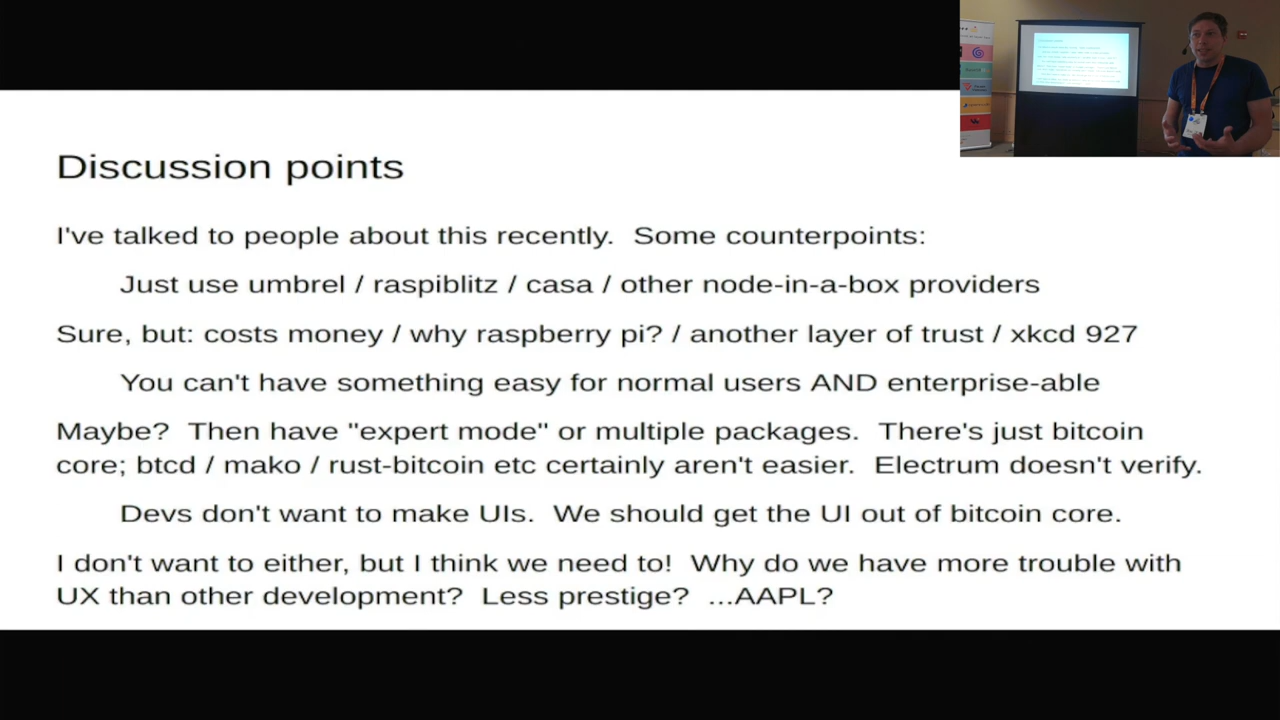 Discussion points
I've talked to people about this recently.  Some counterpoints:
Just use umbrel / raspiblitz / casa / other node-in-a-box providers
Sure, but: costs money / why raspberry pi? / another layer of trust / xkcd 927
You can't have something easy for normal users AND enterprise-able
Maybe?  Then have "expert mode" or multiple packages.  There's just bitcoin
core; btcd / mako / rust-bitcoin etc certainly aren't easier.  Electrum doesn't verify.
Devs don't want to make UIs.  We should get the UI out of bitcoin core.
I don't want to either, but I think we need to!  Why do we have more trouble with
UX than other development?  Less prestige?  ...AAPL?